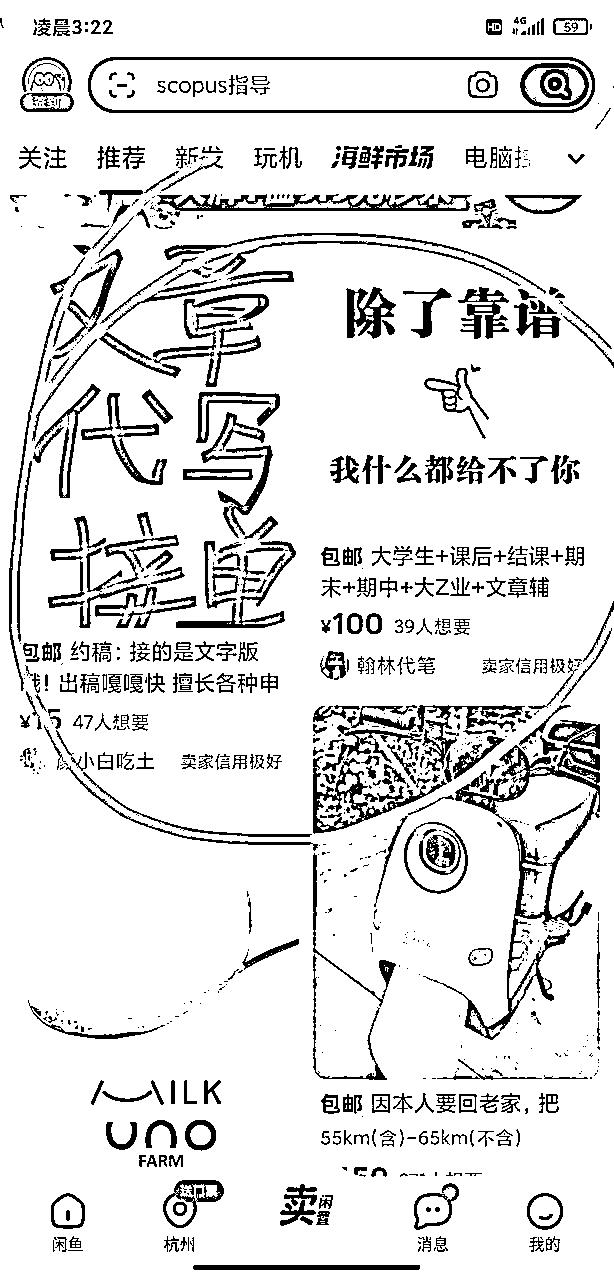 凌晨3:22
HD 4G 59
签到
scopus指导
关注 推荐 新发 玩机 海鲜市场 电脑
文章
代写
接单
包邮 约稿：接的是文字版
哦！出稿嘎嘎快 擅长各种申
¥15 47人想要
小白吃土 卖家信用极好
除了靠谱
我什么都给不了你
包邮 大学生+课后+结课+期
末+期中+大Z业+文章辅
¥100 39人想要
翰林代笔 卖家信用极好
MILK
uno
FARM
包邮 因本人要回老家，把
55km(含)-65km(不含)
闲鱼
杭州
卖闲置
消息
我的